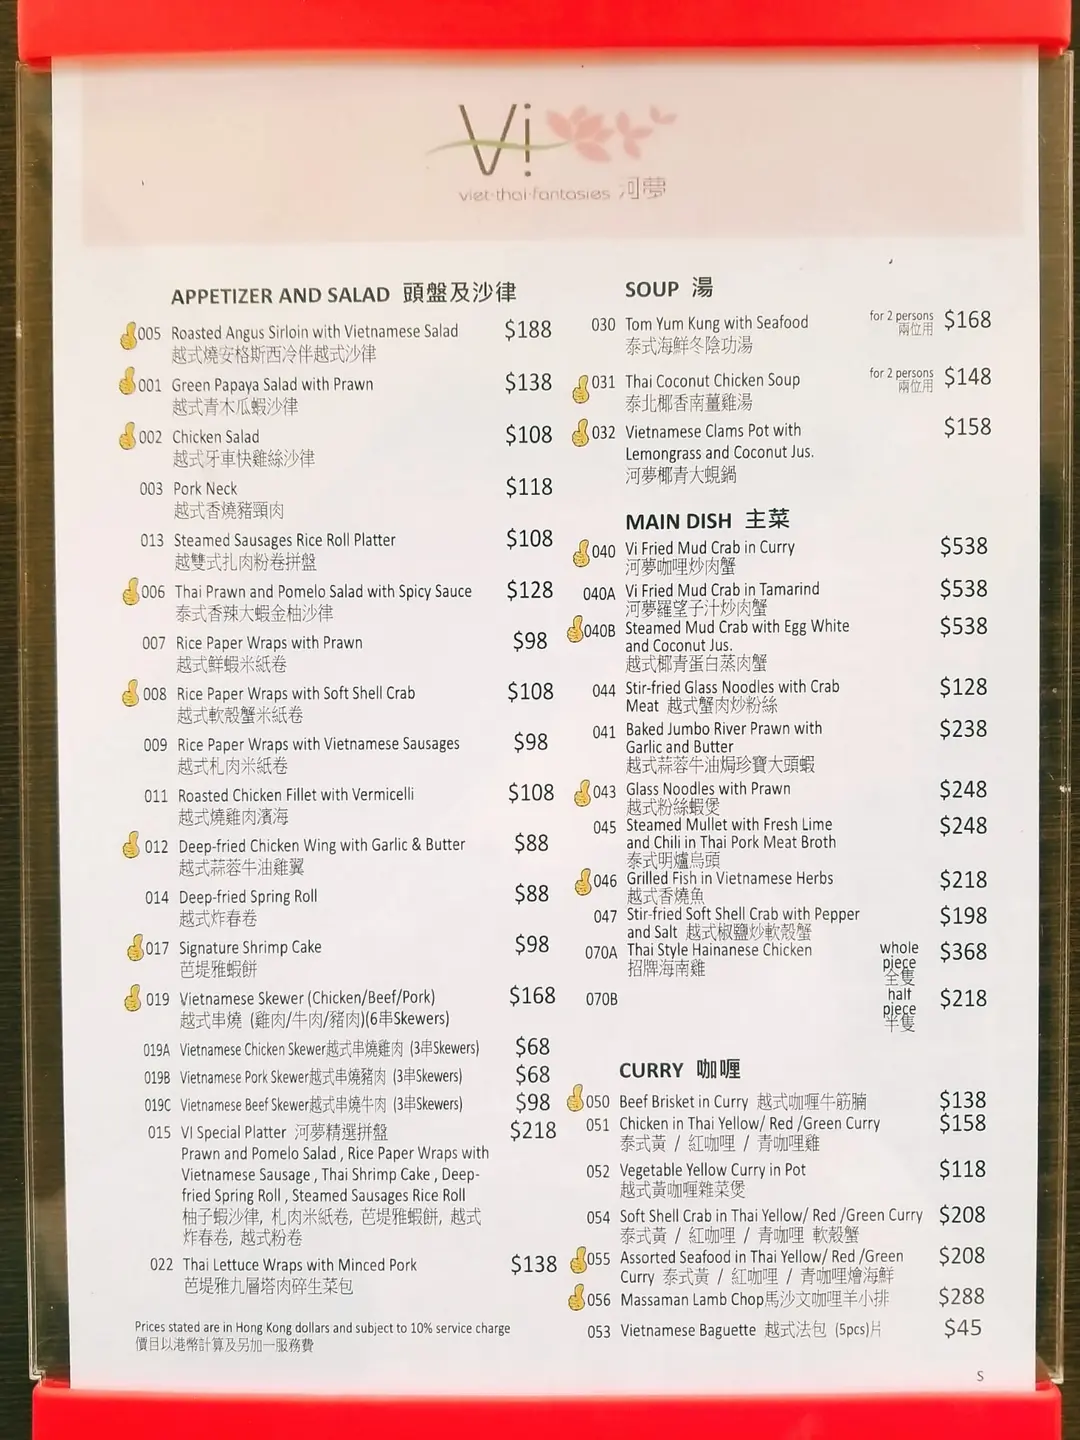 Vi
viet·thai·fantasies 河夢
APPETIZER AND SALAD 頭盤及沙律
005 Roasted Angus Sirloin with Vietnamese Salad $188
越式燒安格斯西冷伴越式沙律
001 Green Papaya Salad with Prawn $138
越式青木瓜蝦沙律
002 Chicken Salad $108
越式牙車快雞絲沙律
003 Pork Neck $118
越式香燒豬頸肉
013 Steamed Sausages Rice Roll Platter $108
越雙式扎肉粉卷拼盤
006 Thai Prawn and Pomelo Salad with Spicy Sauce $128
泰式香辣大蝦金柚沙律
007 Rice Paper Wraps with Prawn $98
越式鮮蝦米紙卷
008 Rice Paper Wraps with Soft Shell Crab $108
越式軟殼蟹米紙卷
009 Rice Paper Wraps with Vietnamese Sausages $98
越式札肉米紙卷
011 Roasted Chicken Fillet with Vermicelli $108
越式燒雞肉濱海
012 Deep-fried Chicken Wing with Garlic & Butter $88
越式蒜蓉牛油雞翼
014 Deep-fried Spring Roll $88
越式炸春卷
017 Signature Shrimp Cake $98
芭堤雅蝦餅
019 Vietnamese Skewer (Chicken/Beef/Pork) $168
越式串燒 (雞肉/牛肉/豬肉)(6串Skewers)
019A Vietnamese Chicken Skewer越式串燒雞肉 (3串Skewers) $68
019B Vietnamese Pork Skewer越式串燒豬肉 (3串Skewers) $68
019C Vietnamese Beef Skewer越式串燒牛肉 (3串Skewers) $98
015 VI Special Platter 河夢精選拼盤 $218
Prawn and Pomelo Salad , Rice Paper Wraps with
Vietnamese Sausage , Thai Shrimp Cake , Deep-
fried Spring Roll , Steamed Sausages Rice Roll
柚子蝦沙律, 札肉米紙卷, 芭堤雅蝦餅, 越式
炸春卷, 越式粉卷
022 Thai Lettuce Wraps with Minced Pork $138
芭堤雅九層塔肉碎生菜包
Prices stated are in Hong Kong dollars and subject to 10% service charge
價目以港幣計算及另加一服務費
SOUP 湯
030 Tom Yum Kung with Seafood for 2 persons $168
泰式海鮮冬陰功湯 兩位用
031 Thai Coconut Chicken Soup for 2 persons $148
泰北椰香南薑雞湯 兩位用
032 Vietnamese Clams Pot with $158
Lemongrass and Coconut Jus.
河夢椰青大蜆鍋
MAIN DISH 主菜
040 Vi Fried Mud Crab in Curry $538
河夢咖喱炒肉蟹
040A Vi Fried Mud Crab in Tamarind $538
河夢羅望子汁炒肉蟹
040B Steamed Mud Crab with Egg White $538
and Coconut Jus.
越式椰青蛋白蒸肉蟹
044 Stir-fried Glass Noodles with Crab $128
Meat 越式蟹肉炒粉絲
041 Baked Jumbo River Prawn with $238
Garlic and Butter
越式蒜蓉牛油焗珍寶大頭蝦
043 Glass Noodles with Prawn $248
越式粉絲蝦煲
045 Steamed Mullet with Fresh Lime $248
and Chili in Thai Pork Meat Broth
泰式明爐烏頭
046 Grilled Fish in Vietnamese Herbs $218
越式香燒魚
047 Stir-fried Soft Shell Crab with Pepper $198
and Salt 越式椒鹽炒軟殼蟹
070A Thai Style Hainanese Chicken whole $368
招牌海南雞 piece
全隻
070B half $218
piece
半隻
CURRY 咖喱
050 Beef Brisket in Curry 越式咖喱牛筋腩 $138
051 Chicken in Thai Yellow/ Red /Green Curry $158
泰式黃 / 紅咖哩 / 青咖哩雞
052 Vegetable Yellow Curry in Pot $118
越式黃咖喱雜菜煲
054 Soft Shell Crab in Thai Yellow/ Red /Green Curry $208
泰式黃 / 紅咖哩 / 青咖哩 軟殼蟹
055 Assorted Seafood in Thai Yellow/ Red /Green $208
Curry 泰式黃 / 紅咖哩 / 青咖哩燴海鮮
056 Massaman Lamb Chop馬沙文咖哩羊小排 $288
053 Vietnamese Baguette 越式法包 (5pcs)片 $45
S